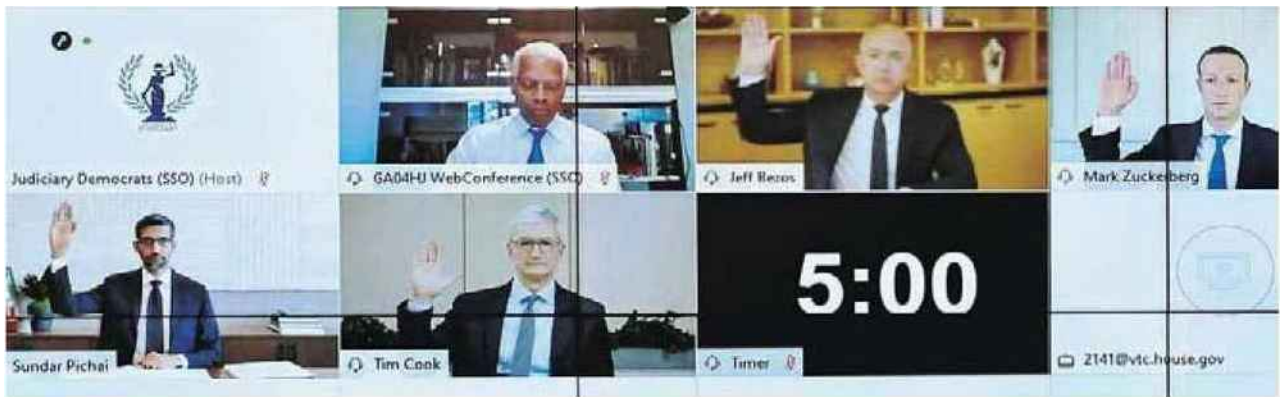 Judiciary Democrats (SSO) (Host)
GA04HJ WebConference (SSO)
Jeff Bezos
Mark Zuckerberg
Sundar Pichai
Tim Cook
5:00
Timer
2141@vtc.house.gov